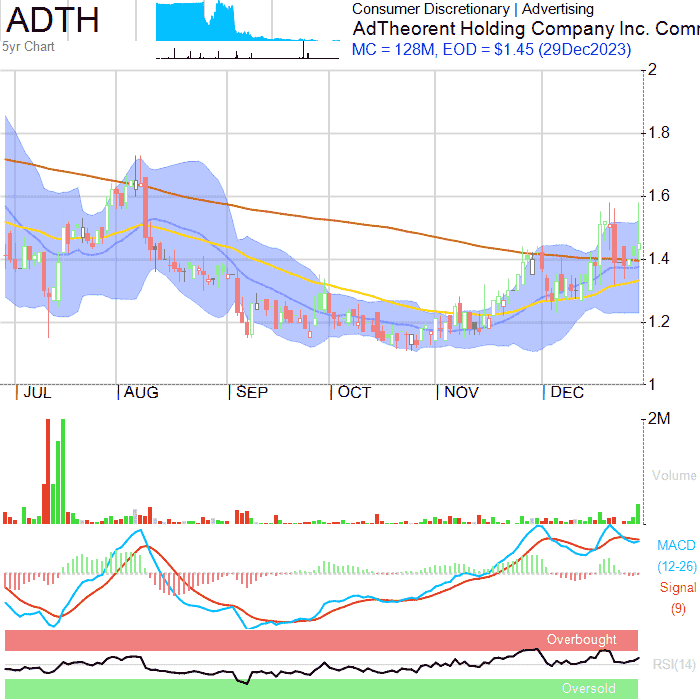 ADTH
5yr Chart
Consumer Discretionary | Advertising
AdTheorent Holding Company Inc. Comm
MC = 128M, EOD = $1.45 (29Dec2023)
2
1.8
1.6
1.4
1.2
1
JUL AUG SEP OCT NOV DEC
2M
Volume
MACD
(12-26)
Signal
(9)
Overbought
RSI(14)
Oversold